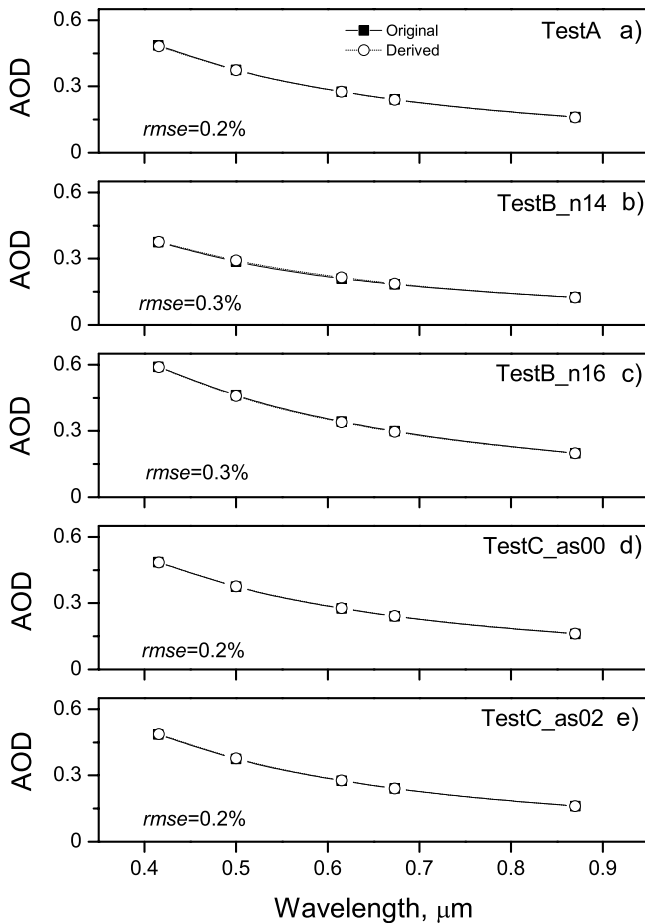 TestA a)
Original
Derived
0.6
0.3
0
AOD
rmse=0.2%
TestB_n14 b)
0.6
0.3
0
AOD
rmse=0.3%
TestB_n16 c)
0.6
0.3
0
AOD
rmse=0.3%
TestC_as00 d)
0.6
0.3
0
AOD
rmse=0.2%
TestC_as02 e)
0.6
0.3
0
AOD
rmse=0.2%
0.4 0.5 0.6 0.7 0.8 0.9
Wavelength, μm